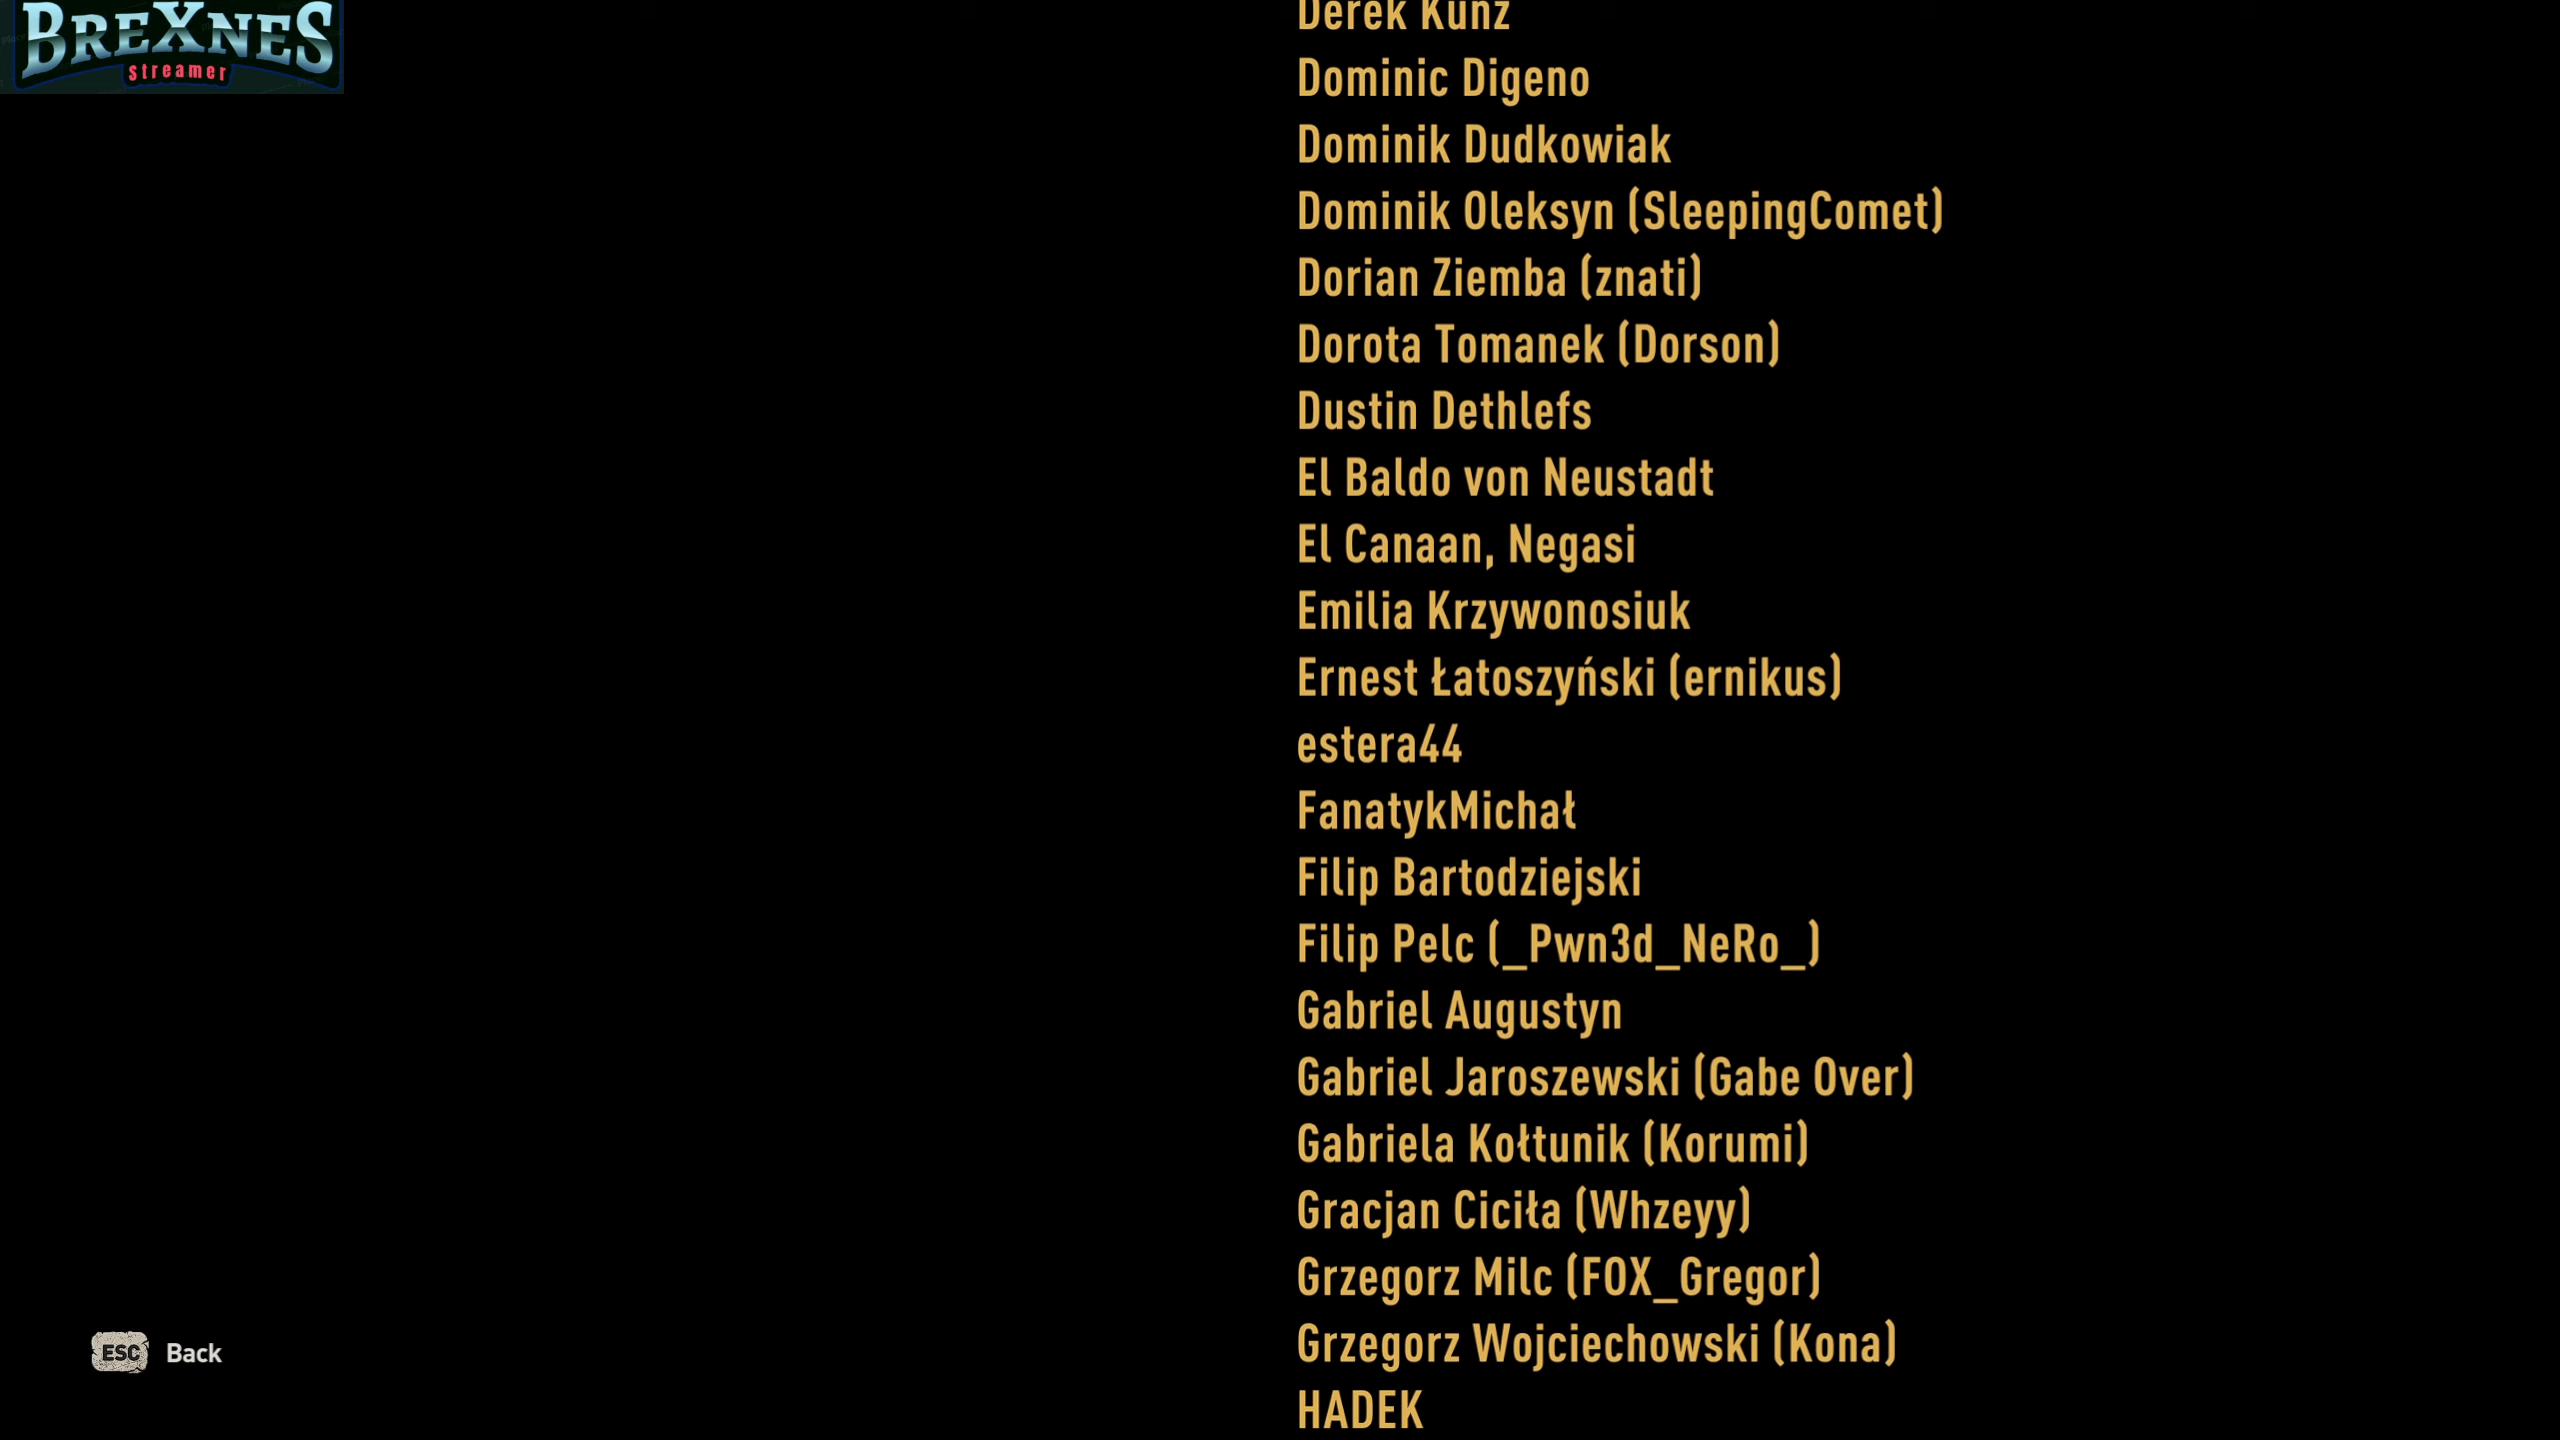 BREXNES
streamer
Derek Kunz
Dominic Digeno
Dominik Dudkowiak
Dominik Oleksyn (SleepingComet)
Dorian Ziemba (znati)
Dorota Tomanek (Dorson)
Dustin Dethlefs
El Baldo von Neustadt
El Canaan, Negasi
Emilia Krzywonosiuk
Ernest Łatoszyński (ernikus)
estera44
FanatykMichał
Filip Bartodziejski
Filip Pelc (_Pwn3d_NeRo_)
Gabriel Augustyn
Gabriel Jaroszewski (Gabe Over)
Gabriela Kołtunik (Korumi)
Gracjan Ciciła (Whzeyy)
Grzegorz Milc (FOX_Gregor)
Grzegorz Wojciechowski (Kona)
HADEK
ESC Back